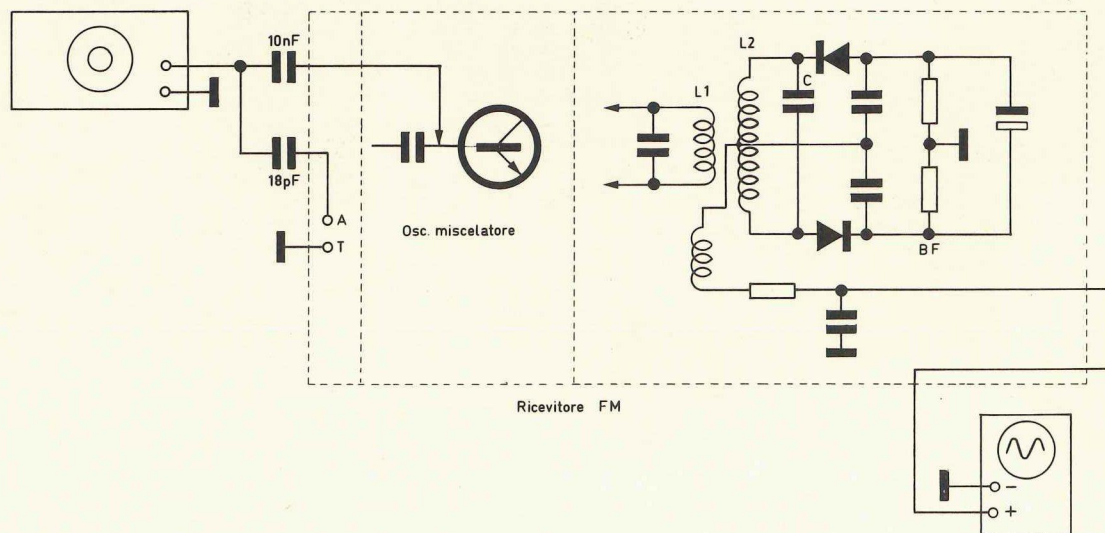 10nF
18pF
A
T
Osc. miscelatore
L1
L2
C
BF
Ricevitore FM
-
+